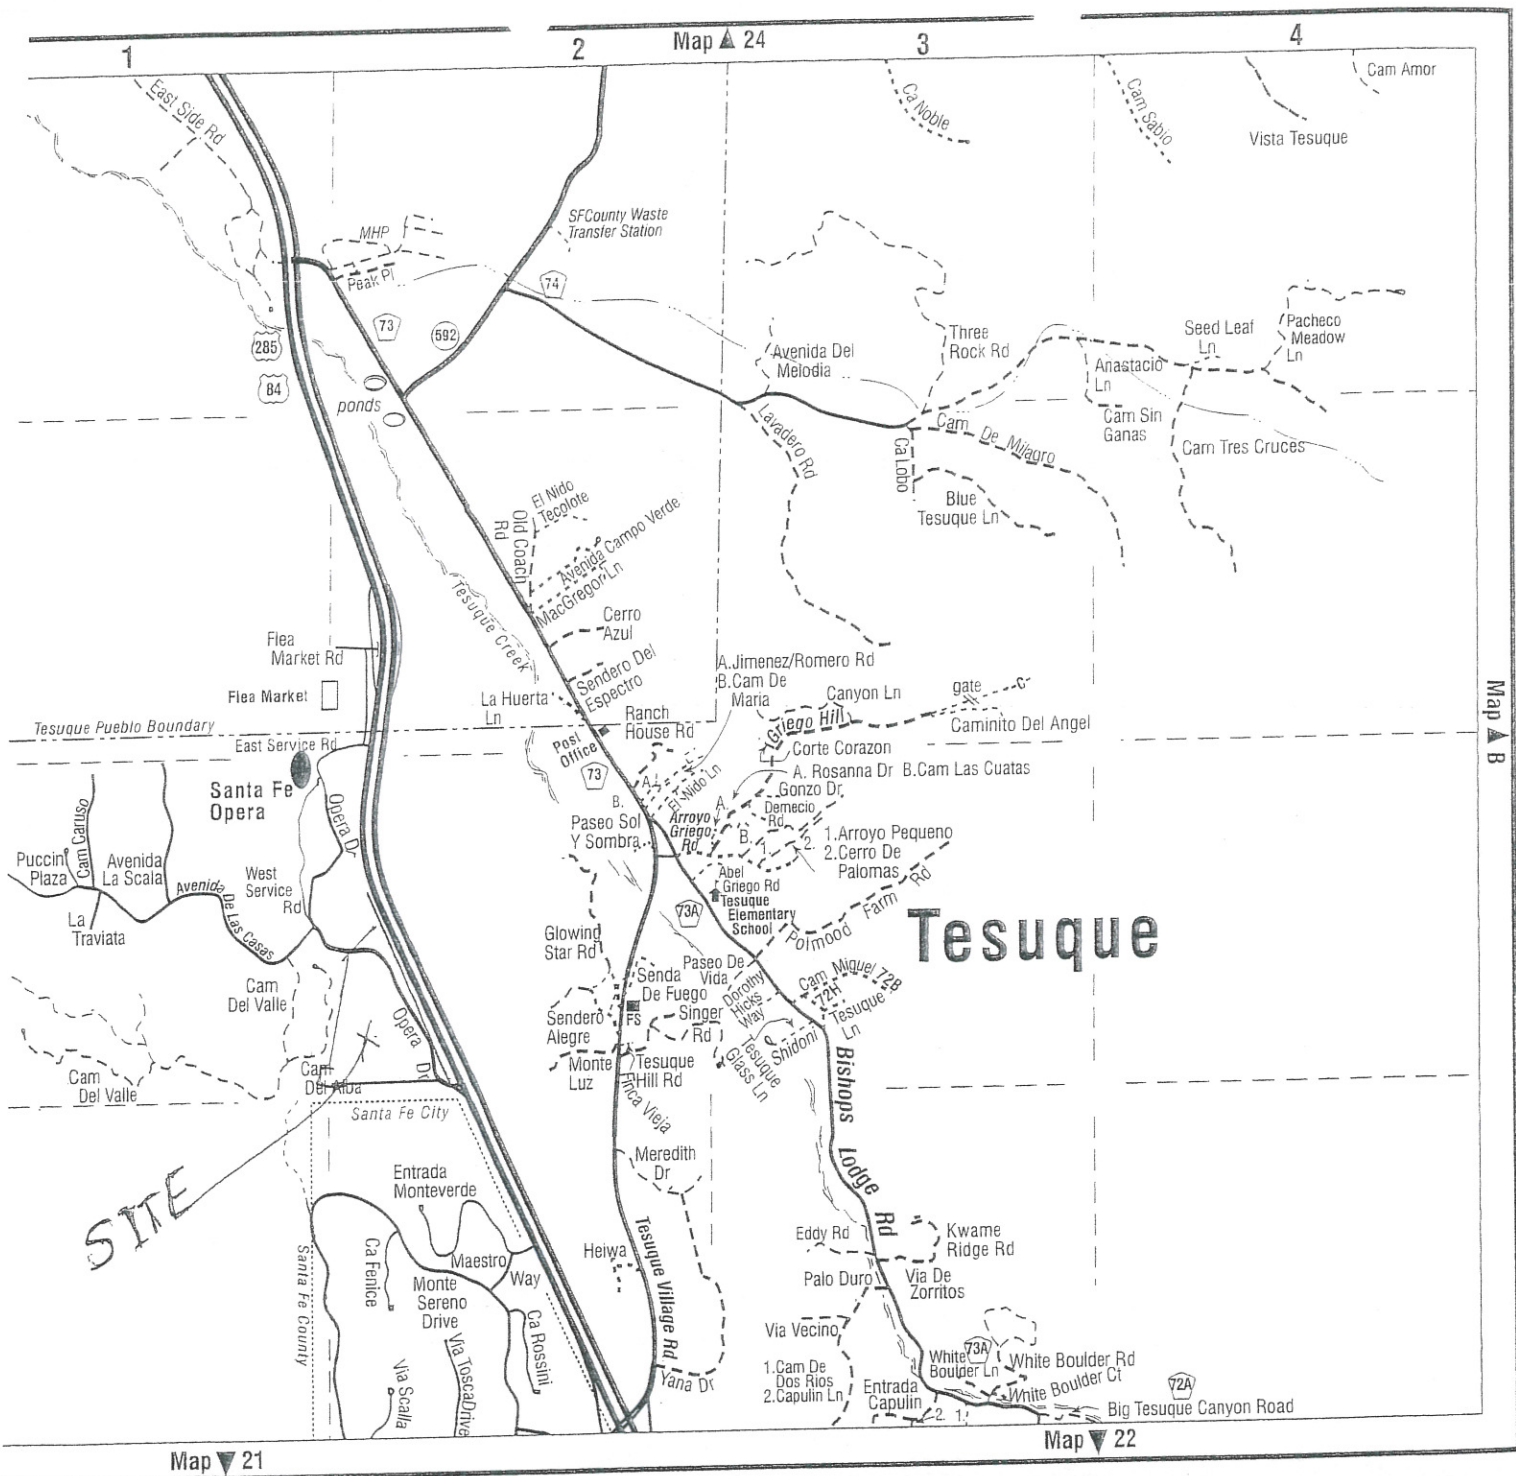 1
2
Map ▲ 24
3
4
East Side Rd
Ca Noble
Cam Sabio
Vista Tesuque
Cam Amor
MHP
Peak Pl
SFCounty Waste
Transfer Station
74
73
592
285
84
ponds
Avenida Del
Melodia
Three
Rock Rd
Seed Leaf
Ln
Pacheco
Meadow
Ln
Anastacio
Ln
Cam Sin
Ganas
Cam Tres Cruces
Lavadero Rd
Cam De Milagro
Ca Lobo
Blue
Tesuque Ln
El Nido
Tecolote
Old Coach
Rd
Avenida Campo Verde
MacGregor Ln
Tesuque Creek
Cerro
Azul
Sendero Del
Espectro
La Huerta
Ln
Flea
Market Rd
Flea Market
Tesuque Pueblo Boundary
East Service Rd
Post
Office
Ranch
House Rd
A.Jimenez/Romero Rd
B.Cam De
Maria
Canyon Ln
Griego Hill
gate
Caminito Del Angel
Map ▲ B
Corte Corazon
A. Rosanna Dr B.Cam Las Cuatas
Gonzo Dr
Demecio
Rd
73
A.
B.
El Nido Ln
A.
B.
1.
2.
Arroyo
Griego
Rd
1.Arroyo Pequeno
2.Cerro De
Palomas
Paseo Sol
Y Sombra
Santa Fe
Opera
Opera Dr
Cam Caruso
Puccini
Plaza
Avenida
La Scala
West
Service
Rd
Avenida De Las Casas
La
Traviata
Abel
Griego Rd
Tesuque
Elementary
School
73A
Polmood Farm Rd
Tesuque
Glowing
Star Rd
Paseo De
Vida
Senda
De Fuego
Dorothy
Hicks
Way
Cam Miguel 72B
72H
Tesuque
Ln
Cam
Del Valle
Sendero
Alegre
FS
Singer
Rd
Shidoni
Tesuque
Glass Ln
Opera Dr
Cam
Del Valle
Cam
Del Alba
Monte
Luz
Tesuque
Hill Rd
Finca Vieja
Santa Fe City
Bishops Lodge Rd
Meredith
Dr
SITE
Entrada
Monteverde
Santa Fe County
Ca Fenice
Maestro Way
Monte
Sereno
Drive
Heiwa
Tesuque Village Rd
Eddy Rd
Kwame
Ridge Rd
Palo Duro
Via De
Zorritos
Ca Rossini
Via Tosca Drive
Via Scalla
Yana Dr
Via Vecino
1.Cam De
Dos Rios
2.Capulin Ln
Entrada
Capulin
73A
White
Boulder Ln
White Boulder Rd
White Boulder Ct
72A
Big Tesuque Canyon Road
2.
1.
Map ▼ 21
Map ▼ 22